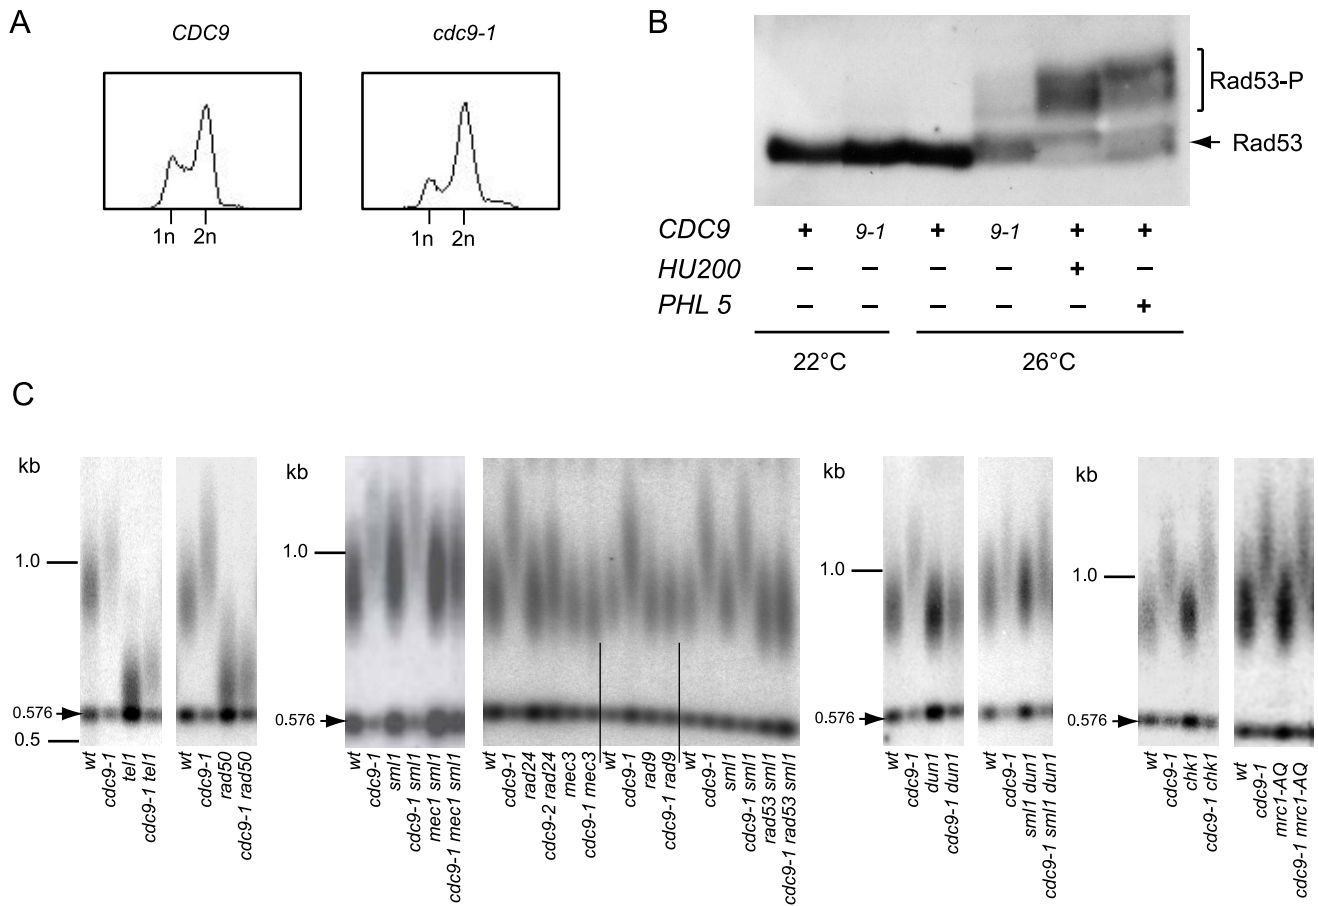 A
CDC9
cdc9-1
1n 2n
1n 2n
B
Rad53-P
Rad53
CDC9 + 9-1 + 9-1 + +
HU200 – – – – + –
PHL 5 – – – – – +
22°C
26°C
C
kb
1.0
0.576
0.5
wt
cdc9-1
tel1
cdc9-1 tel1
wt
cdc9-1
rad50
cdc9-1 rad50
kb
1.0
0.576
wt
cdc9-1
sml1
cdc9-1 sml1
mec1 sml1
cdc9-1 mec1 sml1
wt
cdc9-1
rad24
cdc9-2 rad24
mec3
cdc9-1 mec3
wt
cdc9-1
rad9
cdc9-1 rad9
wt
cdc9-1
sml1
cdc9-1 sml1
rad53 sml1
cdc9-1 rad53 sml1
kb
1.0
0.576
wt
cdc9-1
dun1
cdc9-1 dun1
wt
cdc9-1
sml1 dun1
cdc9-1 sml1 dun1
kb
1.0
0.576
wt
cdc9-1
chk1
cdc9-1 chk1
wt
cdc9-1
mrc1-AQ
cdc9-1 mrc1-AQ